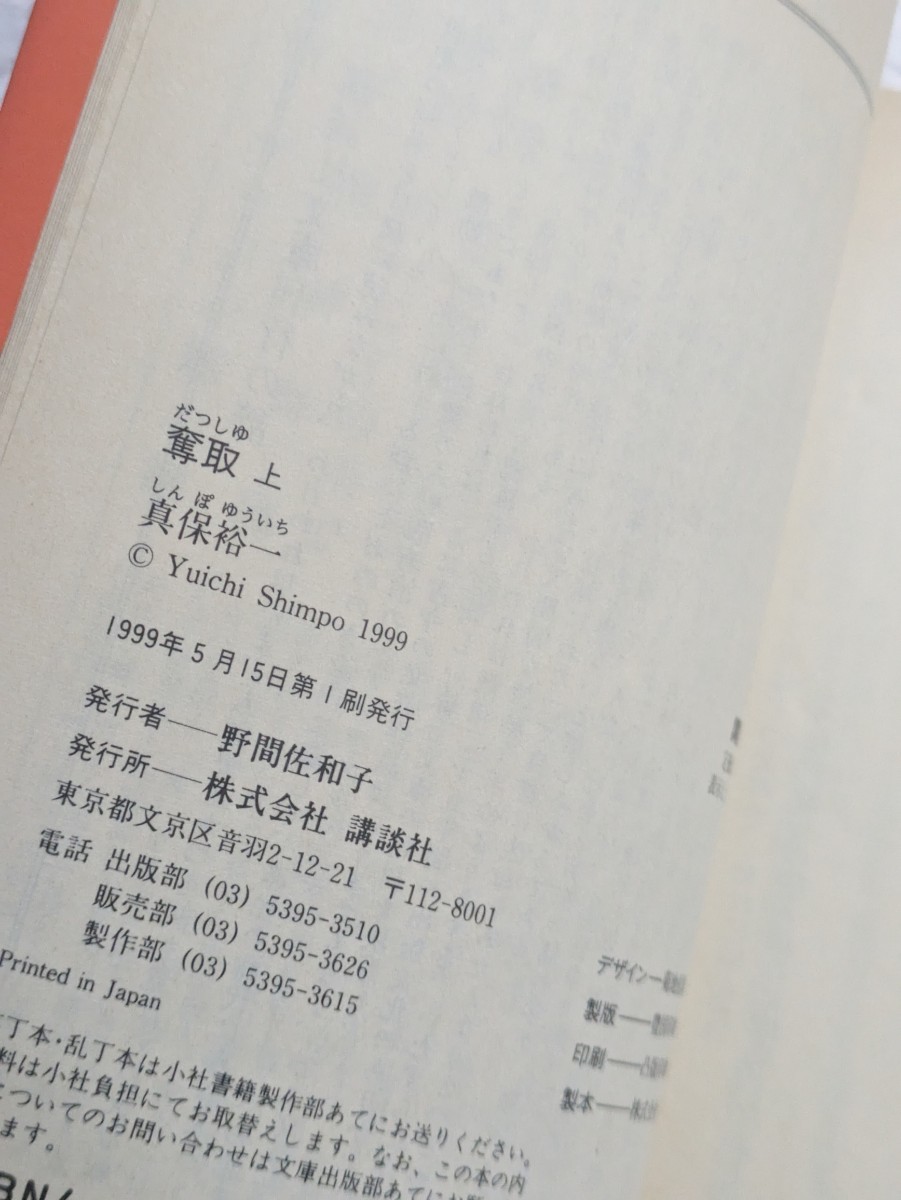 だつしゅ
奪取 上
しん ぽ ゆういち
真保裕一
© Yuichi Shimpo 1999
1999年5月15日第1刷発行
発行者——野間佐和子
発行所——株式会社 講談社
東京都文京区音羽2-12-21 〒112-8001
電話 出版部 (03) 5395-3510
販売部 (03) 5395-3626
製作部 (03) 5395-3615
Printed in Japan
デザイン—
製版——
印刷——
製本——株式
丁本・乱丁本は小社書籍製作部あてにお送りください。
料は小社負担にてお取替えします。なお、この本の内
についてのお問い合わせは文庫出版部あてにお
ます。